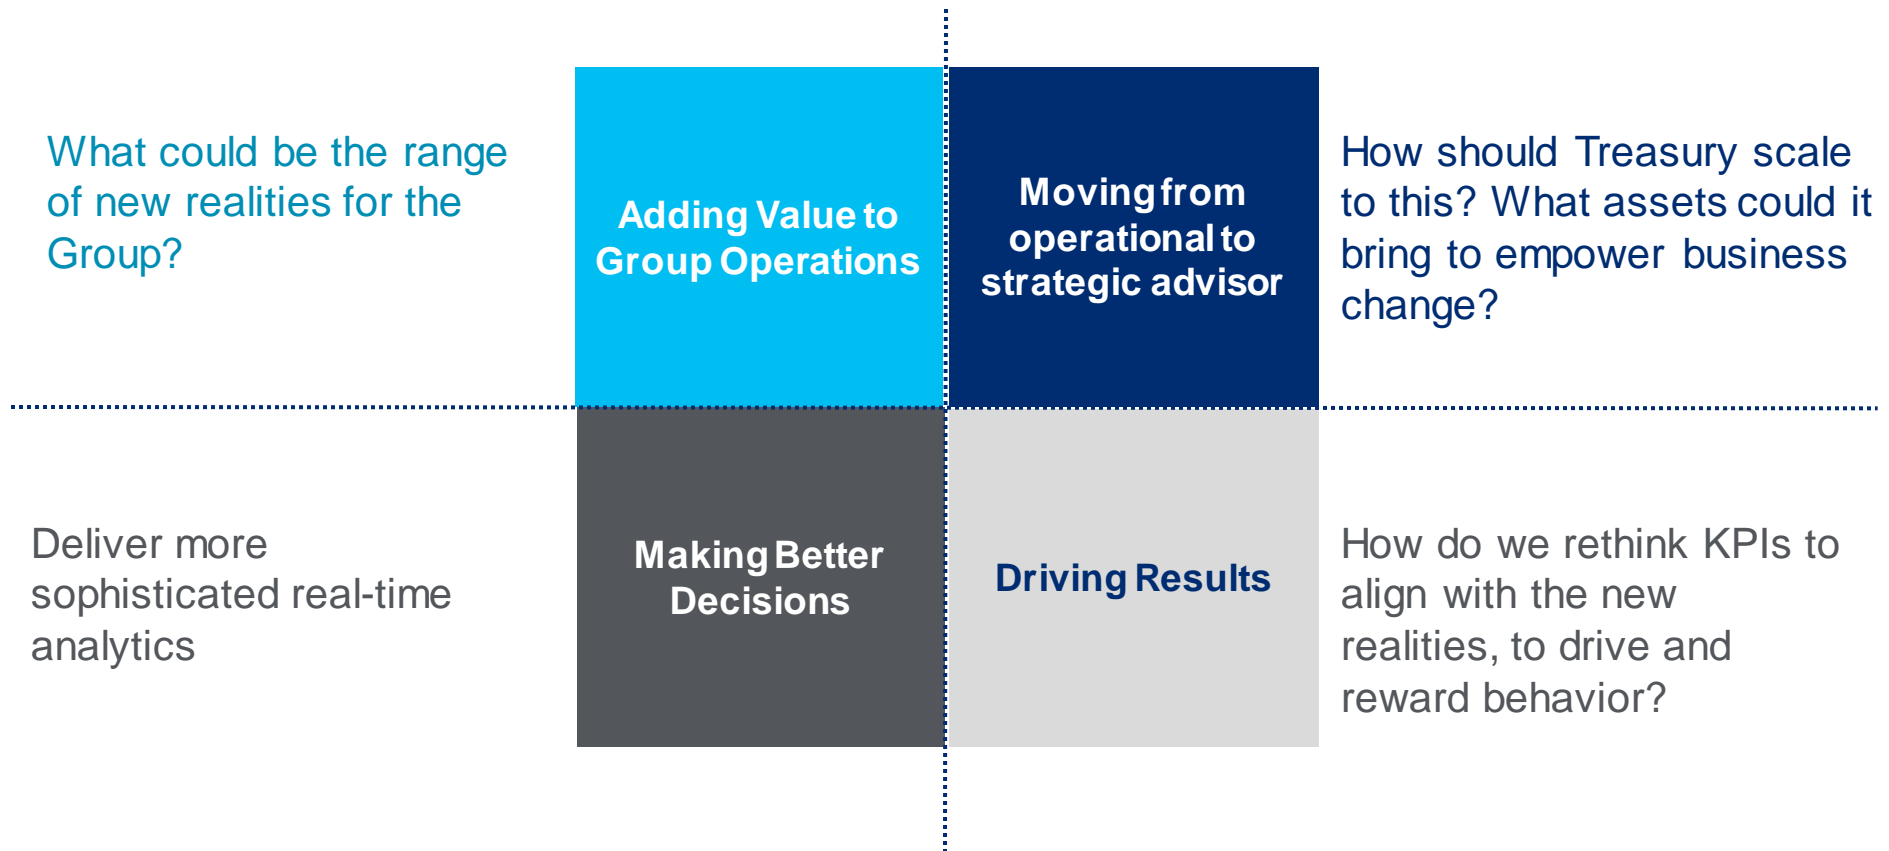 What could be the range
of new realities for the
Group?
Adding Value to
Group Operations
Moving from
operational to
strategic advisor
How should Treasury scale
to this? What assets could it
bring to empower business
change?
Deliver more
sophisticated real-time
analytics
Making Better
Decisions
Driving Results
How do we rethink KPIs to
align with the new
realities, to drive and
reward behavior?